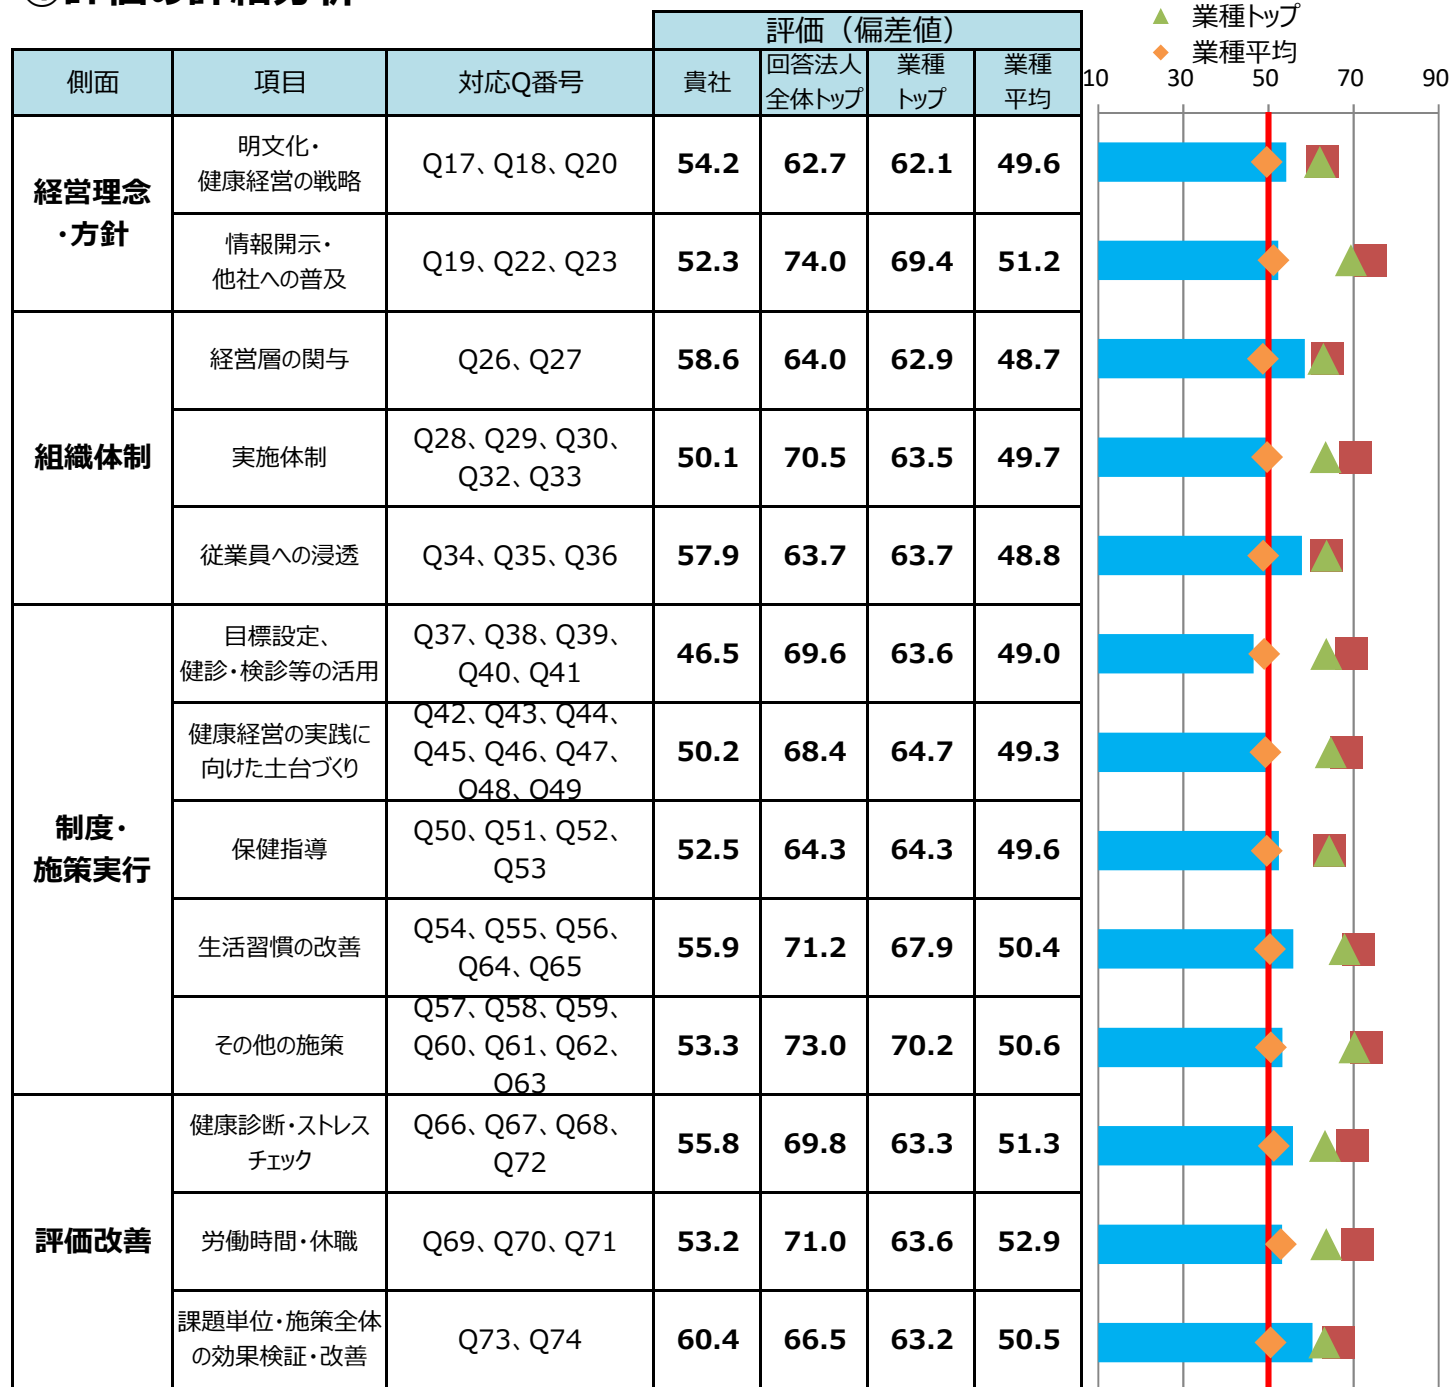 ①評価の詳細分析
▲ 業種トップ
◆ 業種平均
評価（偏差値）
側面 項目 対応Q番号 貴社 回答法人 業種 業種
全体トップ トップ 平均
10 30 50 70 90
経営理念
・方針
明文化・
健康経営の戦略
Q17、Q18、Q20 54.2 62.7 62.1 49.6
情報開示・
他社への普及
Q19、Q22、Q23 52.3 74.0 69.4 51.2
組織体制
経営層の関与 Q26、Q27 58.6 64.0 62.9 48.7
実施体制
Q28、Q29、Q30、
Q32、Q33
50.1 70.5 63.5 49.7
従業員への浸透 Q34、Q35、Q36 57.9 63.7 63.7 48.8
制度・
施策実行
目標設定、
健診・検診等の活用
Q37、Q38、Q39、
Q40、Q41
46.5 69.6 63.6 49.0
健康経営の実践に
向けた土台づくり
Q42、Q43、Q44、
Q45、Q46、Q47、
Q48、Q49
50.2 68.4 64.7 49.3
保健指導
Q50、Q51、Q52、
Q53
52.5 64.3 64.3 49.6
生活習慣の改善
Q54、Q55、Q56、
Q64、Q65
55.9 71.2 67.9 50.4
その他の施策
Q57、Q58、Q59、
Q60、Q61、Q62、
Q63
53.3 73.0 70.2 50.6
評価改善
健康診断・ストレス
チェック
Q66、Q67、Q68、
Q72
55.8 69.8 63.3 51.3
労働時間・休職 Q69、Q70、Q71 53.2 71.0 63.6 52.9
課題単位・施策全体
の効果検証・改善
Q73、Q74 60.4 66.5 63.2 50.5